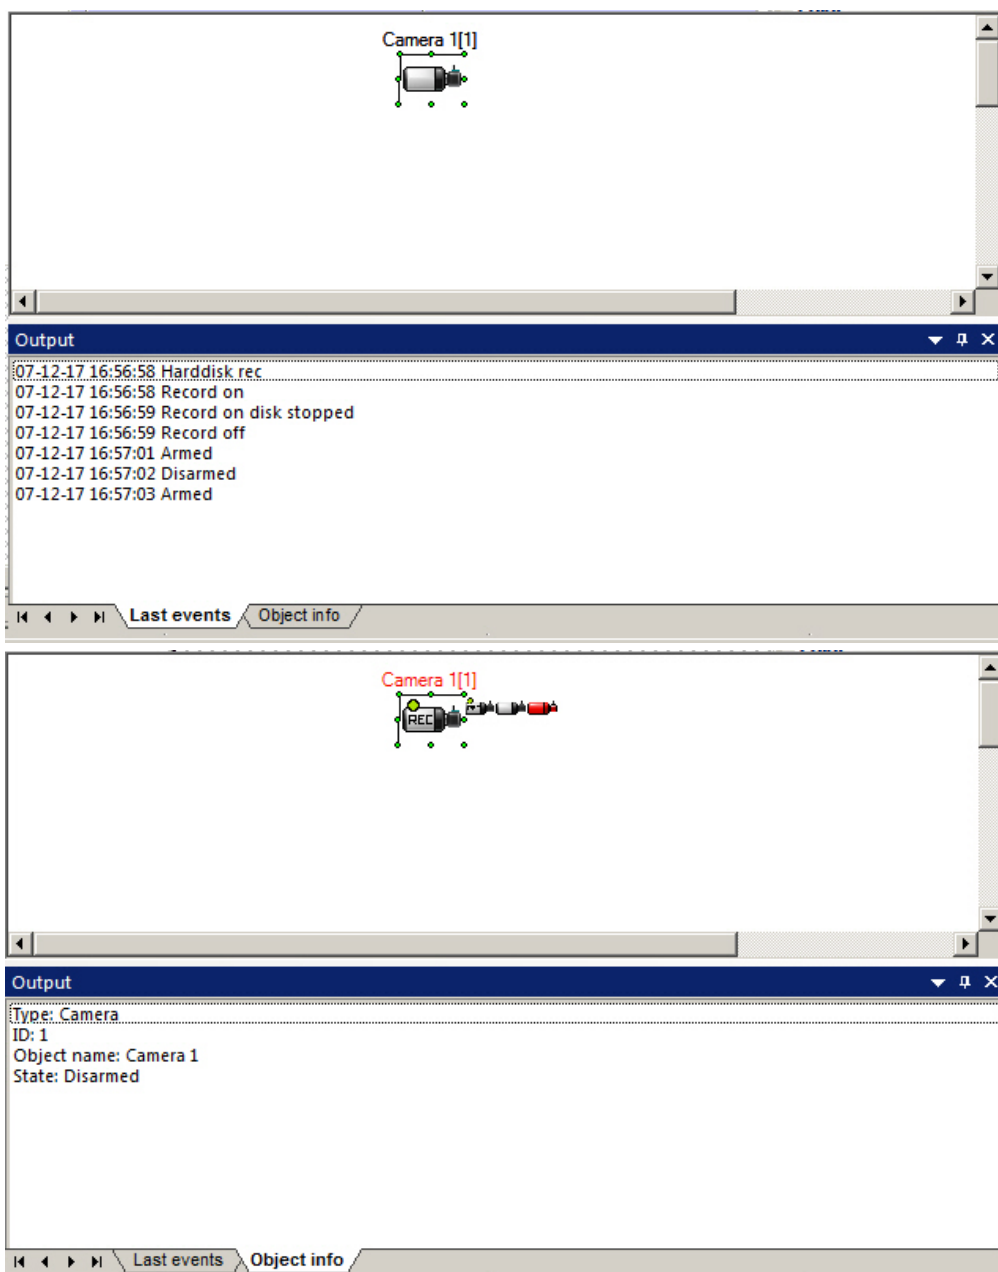 Camera 1[1]
Output
07-12-17 16:56:58 Harddisk rec
07-12-17 16:56:58 Record on
07-12-17 16:56:59 Record on disk stopped
07-12-17 16:56:59 Record off
07-12-17 16:57:01 Armed
07-12-17 16:57:02 Disarmed
07-12-17 16:57:03 Armed
Last events Object info
Camera 1[1]
REC
Output
Type: Camera
ID: 1
Object name: Camera 1
State: Disarmed
Last events Object info